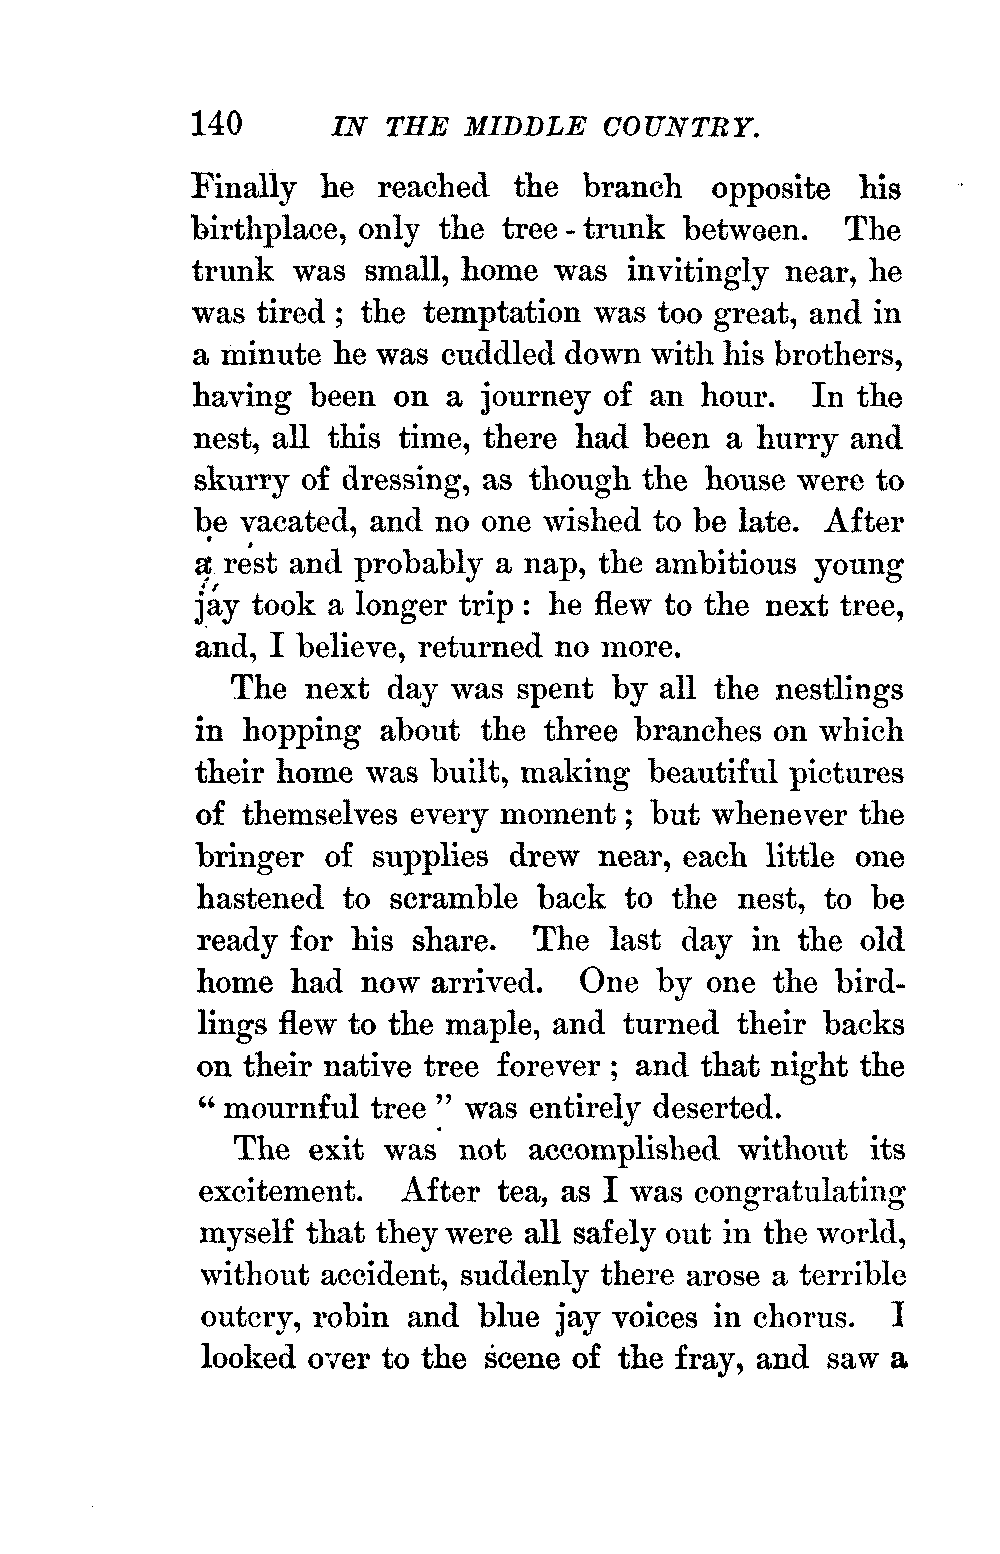 140 IN THE MIDDLE COUNTRY.
Finally he reached the branch opposite his
birthplace, only the tree-trunk between. The
trunk was small, home was invitingly near, he
was tired ; the temptation was too great, and in
a minute he was cuddled down with his brothers,
having been on a journey of an hour. In the
nest, all this time, there had been a hurry and
skurry of dressing, as though the house were to
be vacated, and no one wished to be late. After
a rest and probably a nap, the ambitious young
jay took a longer trip : he flew to the next tree,
and, I believe, returned no more.
The next day was spent by all the nestlings
in hopping about the three branches on which
their home was built, making beautiful pictures
of themselves every moment ; but whenever the
bringer of supplies drew near, each little one
hastened to scramble back to the nest, to be
ready for his share. The last day in the old
home had now arrived. One by one the bird-
lings flew to the maple, and turned their backs
on their native tree forever ; and that night the
“ mournful tree ” was entirely deserted.
The exit was not accomplished without its
excitement. After tea, as I was congratulating
myself that they were all safely out in the world,
without accident, suddenly there arose a terrible
outcry, robin and blue jay voices in chorus. I
looked over to the scene of the fray, and saw a